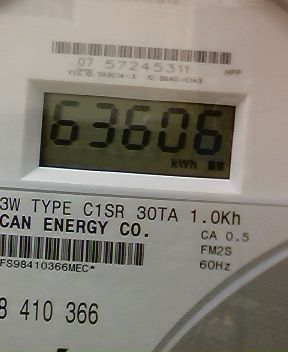 07 57245311
HPP
63606
kWh
3W TYPE C1SR 30TA 1.0Kh
CAN ENERGY CO.
CA 0.5
FM2S
60Hz
FS98410366MEC*
8 410 366